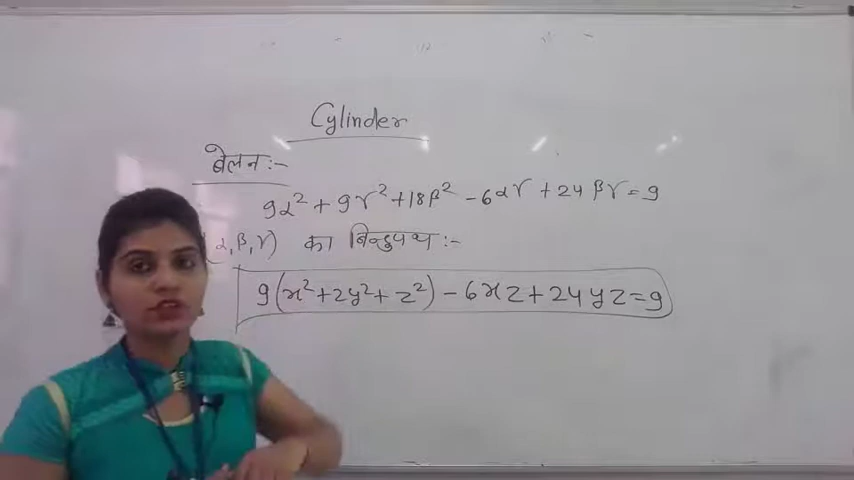 Cylinder
बेलन :-
9α² + 9γ² + 18β² - 6αγ + 24βγ = 9
(α, β, γ) का बिन्दुपथ :-
9(x² + 2y² + z²) - 6xz + 24yz = 9